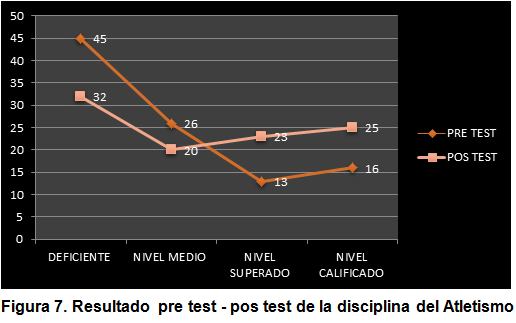 50
45
40
35
30
25
20
15
10
5
0
45
32
26
20
23
13
25
16
DEFICIENTE
NIVEL MEDIO
NIVEL
SUPERADO
NIVEL
CALIFICADO
PRE TEST
POS TEST
Figura 7. Resultado pre test - pos test de la disciplina del Atletismo